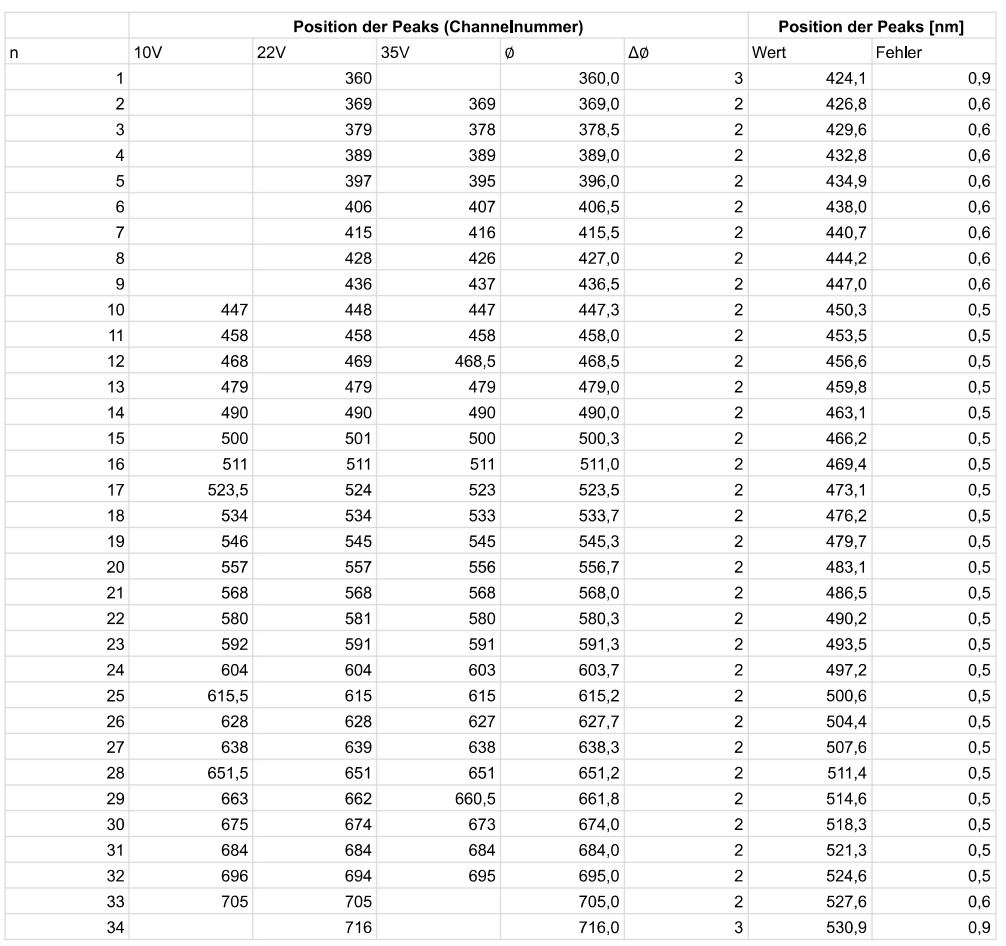 Position der Peaks (Channelnummer) Position der Peaks [nm]
n 10V 22V 35V ø Δø Wert Fehler
1 360 360,0 3 424,1 0,9
2 369 369 369,0 2 426,8 0,6
3 379 378 378,5 2 429,6 0,6
4 389 389 389,0 2 432,8 0,6
5 397 395 396,0 2 434,9 0,6
6 406 407 406,5 2 438,0 0,6
7 415 416 415,5 2 440,7 0,6
8 428 426 427,0 2 444,2 0,6
9 436 437 436,5 2 447,0 0,6
10 447 448 447 447,3 2 450,3 0,5
11 458 458 458 458,0 2 453,5 0,5
12 468 469 468,5 468,5 2 456,6 0,5
13 479 479 479 479,0 2 459,8 0,5
14 490 490 490 490,0 2 463,1 0,5
15 500 501 500 500,3 2 466,2 0,5
16 511 511 511 511,0 2 469,4 0,5
17 523,5 524 523 523,5 2 473,1 0,5
18 534 534 533 533,7 2 476,2 0,5
19 546 545 545 545,3 2 479,7 0,5
20 557 557 556 556,7 2 483,1 0,5
21 568 568 568 568,0 2 486,5 0,5
22 580 581 580 580,3 2 490,2 0,5
23 592 591 591 591,3 2 493,5 0,5
24 604 604 603 603,7 2 497,2 0,5
25 615,5 615 615 615,2 2 500,6 0,5
26 628 628 627 627,7 2 504,4 0,5
27 638 639 638 638,3 2 507,6 0,5
28 651,5 651 651 651,2 2 511,4 0,5
29 663 662 660,5 661,8 2 514,6 0,5
30 675 674 673 674,0 2 518,3 0,5
31 684 684 684 684,0 2 521,3 0,5
32 696 694 695 695,0 2 524,6 0,5
33 705 705 705,0 2 527,6 0,6
34 716 716,0 3 530,9 0,9